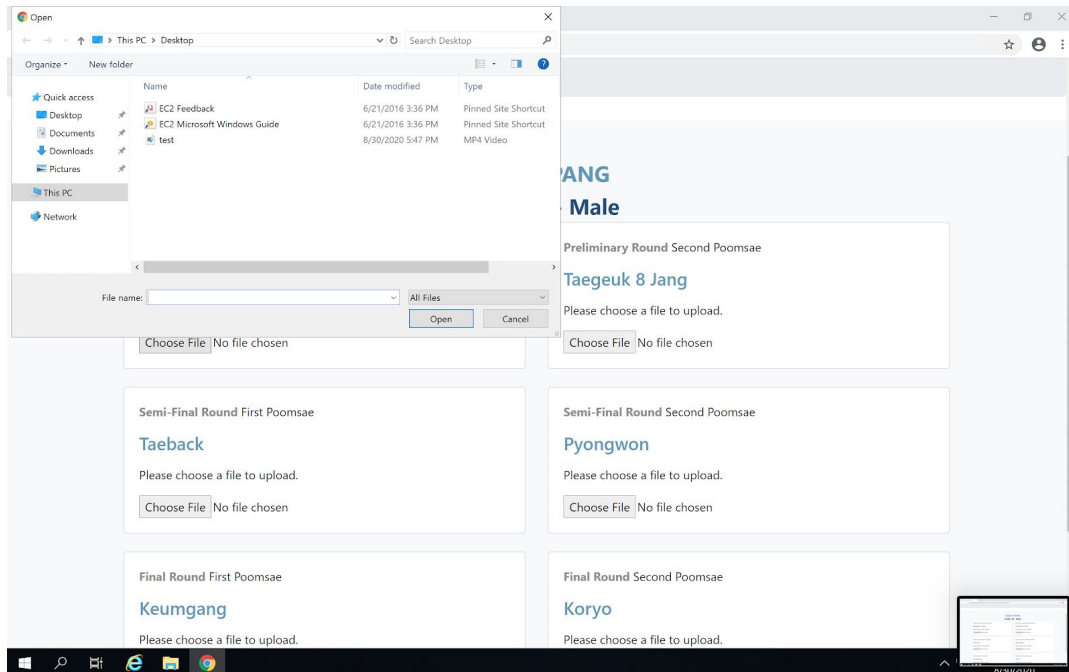 Open
This PC > Desktop
Search Desktop
Organize
New folder
Name
Date modified
Type
Quick access
Desktop
Documents
Downloads
Pictures
This PC
Network
EC2 Feedback 6/21/2016 3:36 PM Pinned Site Shortcut
EC2 Microsoft Windows Guide 6/21/2016 3:36 PM Pinned Site Shortcut
test 8/30/2020 5:47 PM MP4 Video
File name:
All Files
Open
Cancel
PANG
Male
Preliminary Round Second Poomsae
Taegeuk 8 Jang
Please choose a file to upload.
Choose File No file chosen
Choose File No file chosen
Semi-Final Round First Poomsae
Taeback
Please choose a file to upload.
Choose File No file chosen
Semi-Final Round Second Poomsae
Pyongwon
Please choose a file to upload.
Choose File No file chosen
Final Round First Poomsae
Keumgang
Please choose a file to upload.
Final Round Second Poomsae
Koryo
Please choose a file to upload.
8/30/2020